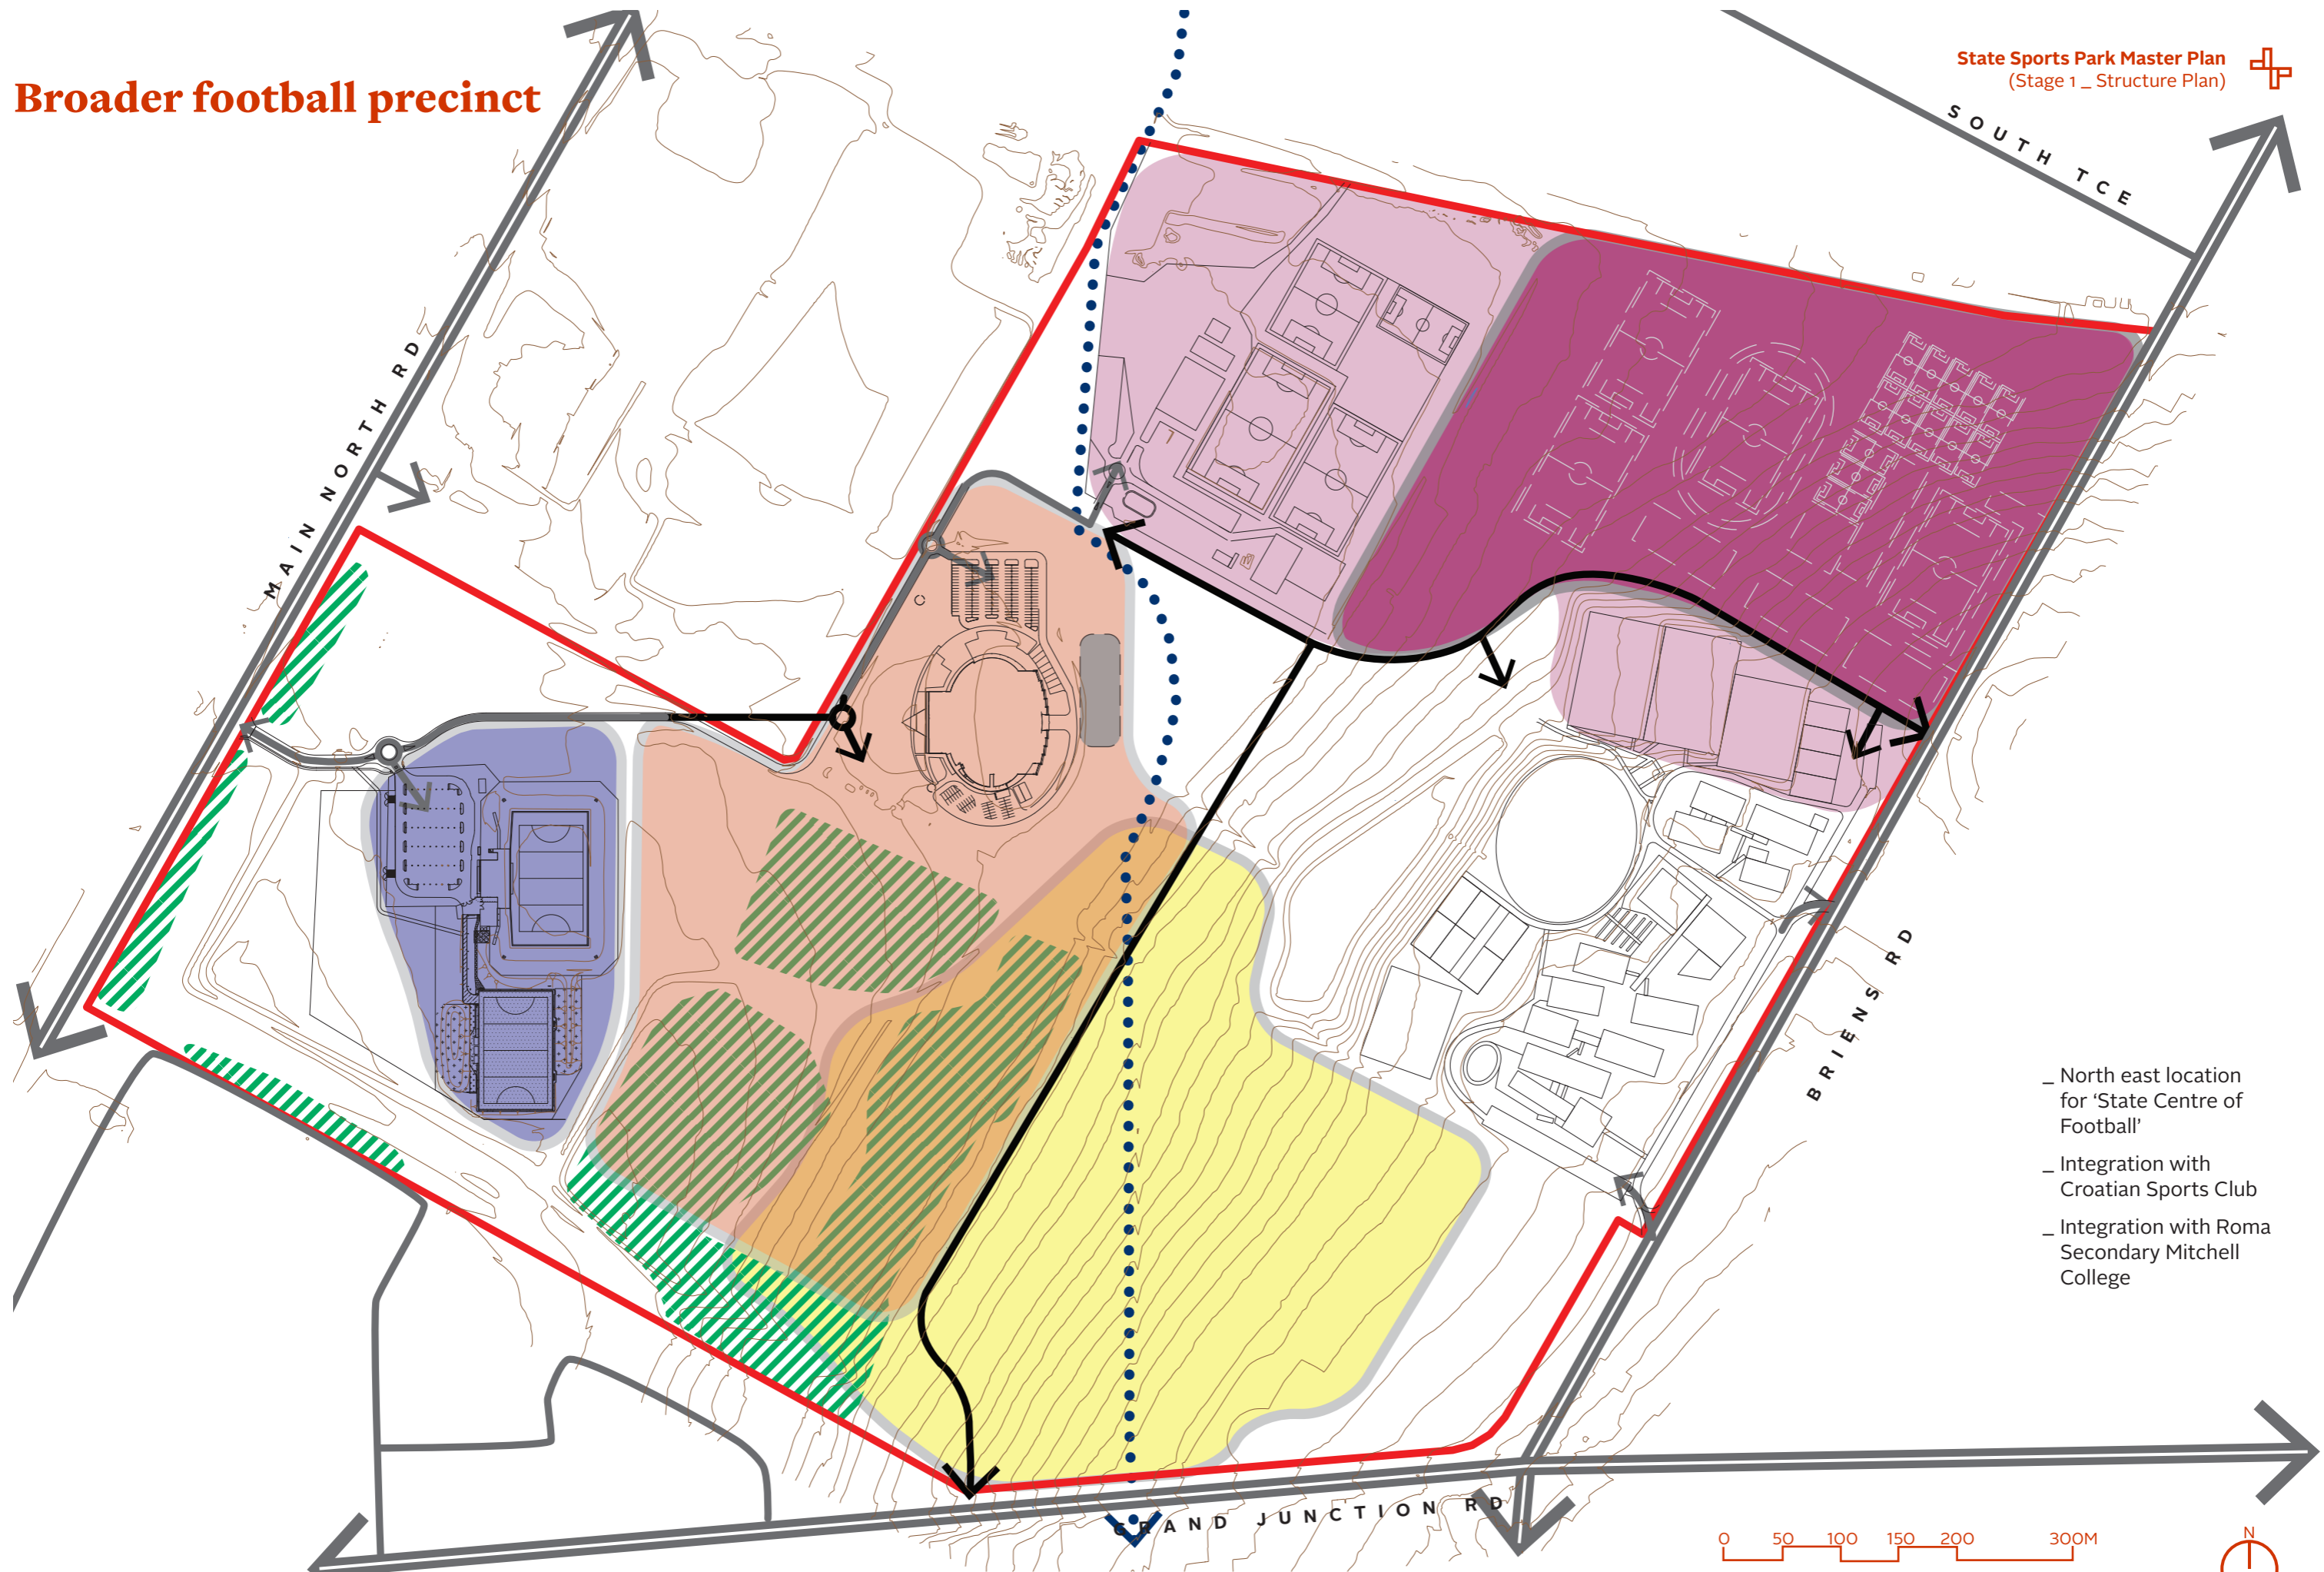 Broader football precinct
State Sports Park Master Plan
(Stage 1 _ Structure Plan)
SOUTH TCE
MAIN NORTH RD
BRIENS RD
_ North east location
for ‘State Centre of
Football’
_ Integration with
Croatian Sports Club
_ Integration with Roma
Secondary Mitchell
College
GRAND JUNCTION RD
0 50 100 150 200 300M
N